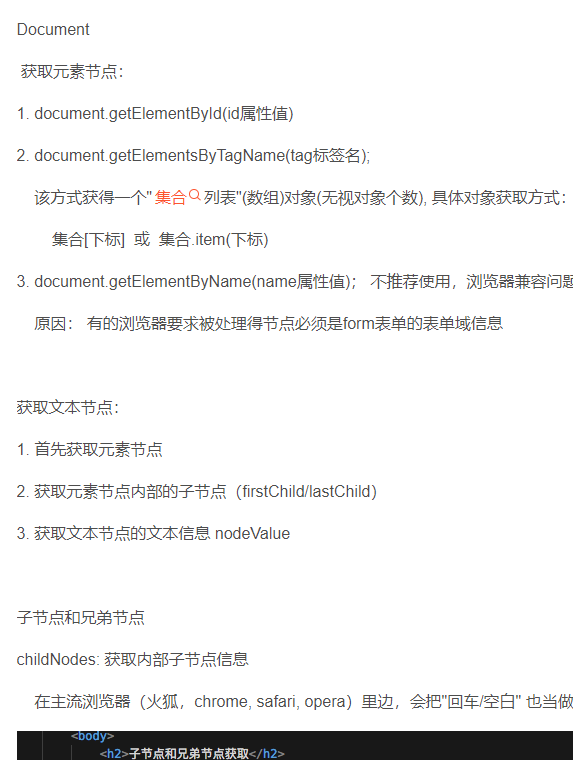 Document
获取元素节点：
1. document.getElementById(id属性值)
2. document.getElementsByTagName(tag标签名);
该方式获得一个"集合列表"(数组)对象(无视对象个数), 具体对象获取方式：
集合[下标] 或 集合.item(下标)
3. document.getElementByName(name属性值)； 不推荐使用，浏览器兼容问题
原因： 有的浏览器要求被处理得节点必须是form表单的表单域信息
获取文本节点：
1. 首先获取元素节点
2. 获取元素节点内部的子节点（firstChild/lastChild）
3. 获取文本节点的文本信息 nodeValue
子节点和兄弟节点
childNodes: 获取内部子节点信息
在主流浏览器（火狐，chrome, safari, opera）里边，会把"回车/空白" 也当做
<body>
<h2>子节点和兄弟节点获取</h2>